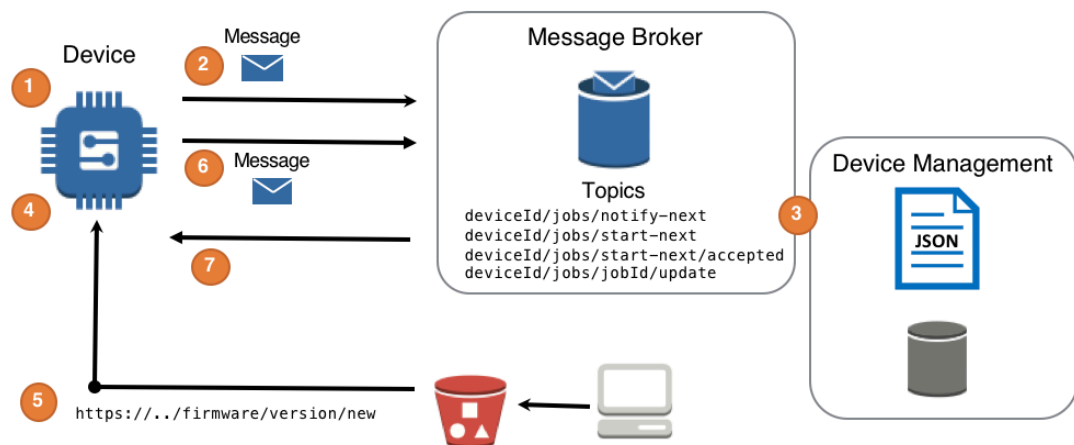 Device
1
2
Message
Message Broker
6
Message
4
7
Topics
deviceId/jobs/notify-next
deviceId/jobs/start-next
deviceId/jobs/start-next/accepted
deviceId/jobs/jobId/update
3
Device Management
JSON
5
https://../firmware/version/new